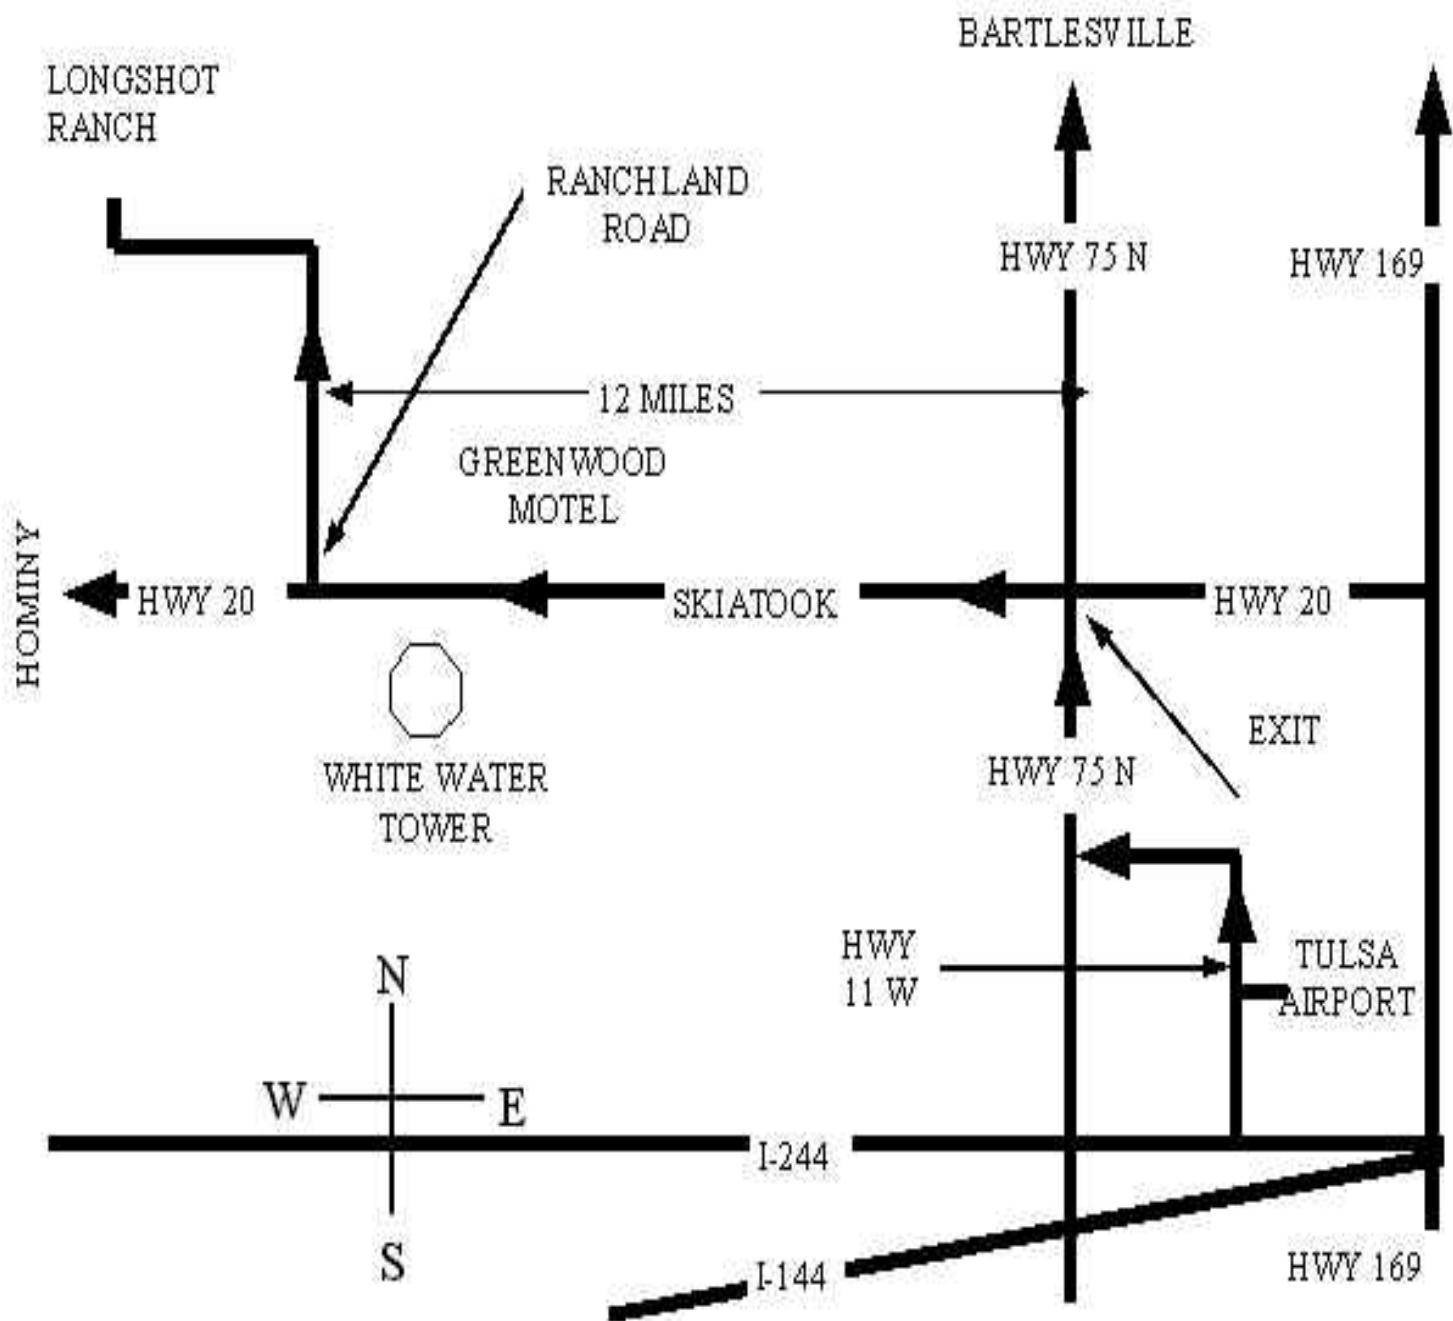 BARTLESVILLE
LONGSHOT
RANCH
RANCHLAND
ROAD
HWY 75 N
HWY 169
12 MILES
GREENWOOD
MOTEL
HOMINY
HWY 20
SKIATOOK
HWY 20
EXIT
HWY 75 N
WHITE WATER
TOWER
HWY
11 W
TULSA
AIRPORT
N
W
E
S
I-244
I-144
HWY 169